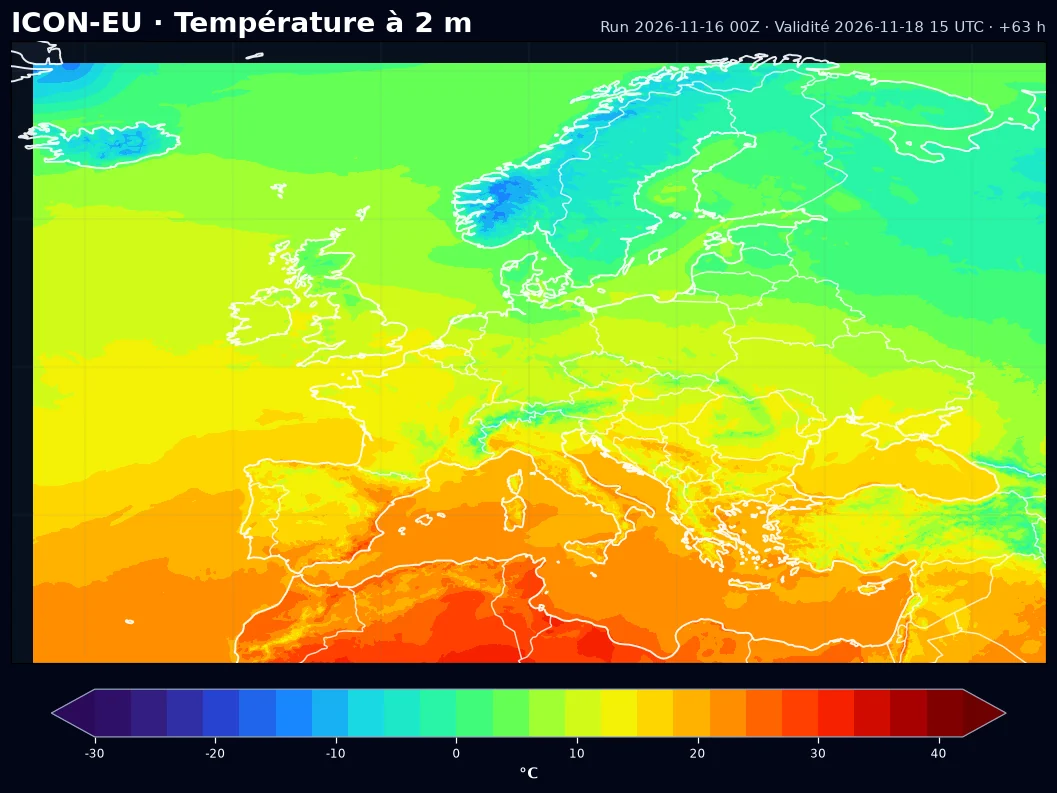 ICON-EU · Température à 2 m
Run 2026-11-16 00Z · Validité 2026-11-18 15 UTC · +63 h
-30 -20 -10 0 10 20 30 40
°C